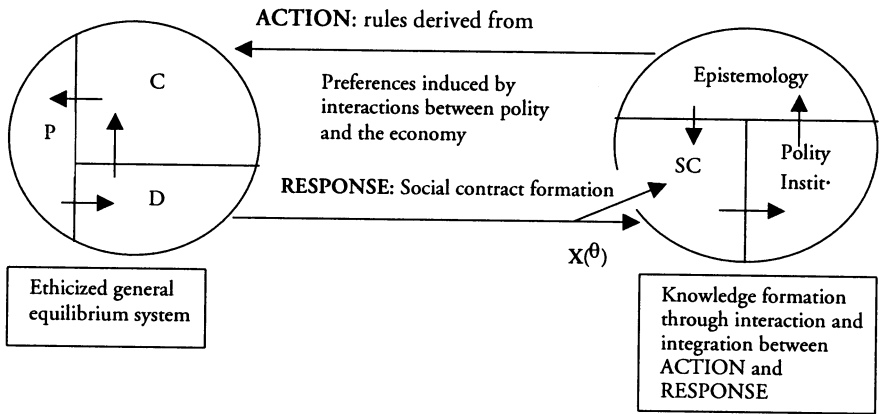 ACTION: rules derived from
C
P
D
Preferences induced by
interactions between polity
and the economy
RESPONSE: Social contract formation
X(θ)
Epistemology
SC
Polity
Instit.
Ethicized general
equilibrium system
Knowledge formation
through interaction and
integration between
ACTION and
RESPONSE